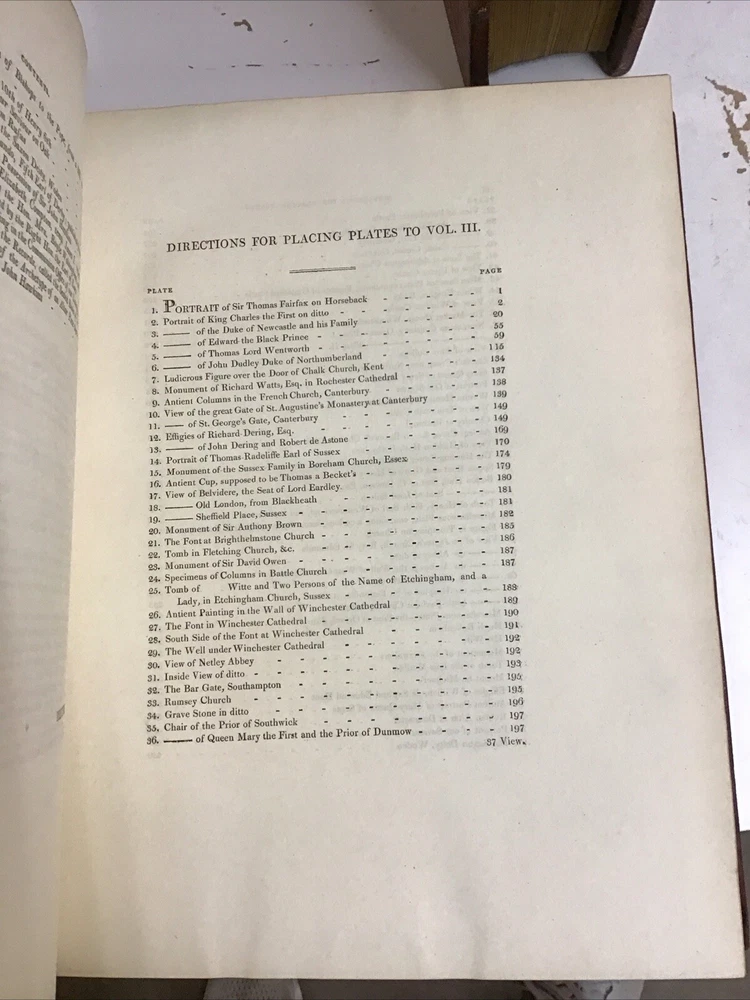 CONTENTS
DIRECTIONS FOR PLACING PLATES TO VOL. III.
PLATE PAGE
1. PORTRAIT of Sir Thomas Fairfax on Horseback - - - - - 1
2. Portrait of King Charles the First on ditto - - - - - 2
3. —— of the Duke of Newcastle and his Family - - - - 20
4. —— of Edward the Black Prince - - - - - - 55
5. —— of Thomas Lord Wentworth - - - - - - 59
6. —— of John Dudley Duke of Northumberland - - - - 115
7. Ludicrous Figure over the Door of Chalk Church, Kent - - - - 134
8. Monument of Richard Watts, Esq. in Rochester Cathedral - - - - 137
9. Antient Columns in the French Church, Canterbury - - - - 138
10. View of the great Gate of St. Augustine's Monastery at Canterbury - - - 139
11. —— of St. George's Gate, Canterbury - - - - - 149
12. Effigies of Richard Dering, Esq. - - - - - - 149
13. —— of John Dering and Robert de Astone - - - - - 169
14. Portrait of Thomas Radcliffe Earl of Sussex - - - - - 170
15. Monument of the Sussex Family in Boreham Church, Essex - - - 174
16. Antient Cup, supposed to be Thomas a Becket's - - - - 179
17. View of Belvidere, the Seat of Lord Eardley - - - - - 180
18. —— Old London, from Blackheath - - - - - 181
19. —— Sheffield Place, Sussex - - - - - - 181
20. Monument of Sir Anthony Brown - - - - - - 182
21. The Font at Brighthelmstone Church - - - - - - 185
22. Tomb in Fletching Church, &c. - - - - - - 186
23. Monument of Sir David Owen - - - - - - 187
24. Specimens of Columns in Battle Church - - - - - 187
25. Tomb of Witte and Two Persons of the Name of Etchingham, and a
Lady, in Etchingham Church, Sussex - - - - - 188
26. Antient Painting in the Wall of Winchester Cathedral - - - - 189
27. The Font in Winchester Cathedral - - - - - - 190
28. South Side of the Font at Winchester Cathedral - - - - 191
29. The Well under Winchester Cathedral - - - - - 192
30. View of Netley Abbey - - - - - - - 192
31. Inside View of ditto - - - - - - - 193
32. The Bar Gate, Southampton - - - - - - 195
33. Rumsey Church - - - - - - - 195
34. Grave Stone in ditto - - - - - - - 196
35. Chair of the Prior of Southwick - - - - - - 197
36. —— of Queen Mary the First and the Prior of Dunmow - - - - 197
37 View.